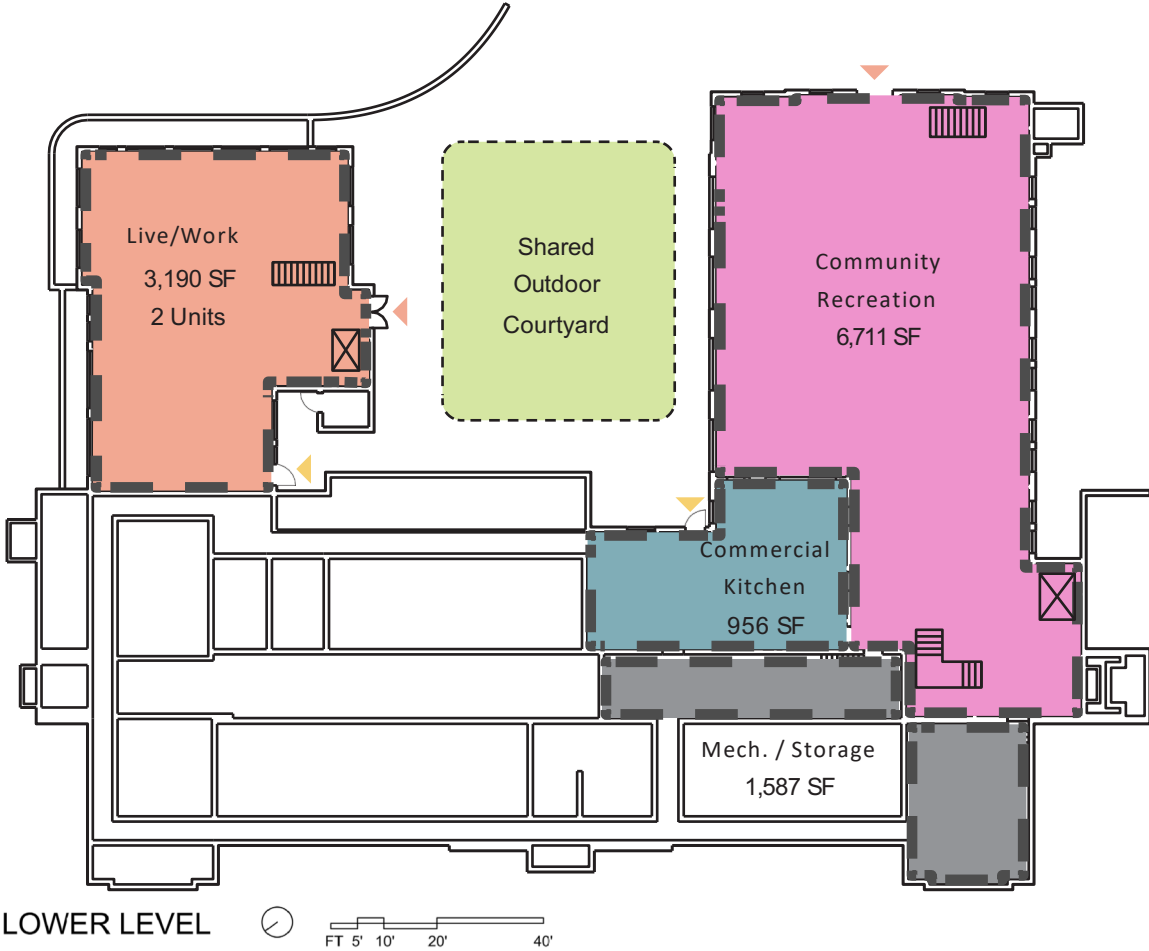 Live/Work
3,190 SF
2 Units
Shared
Outdoor
Courtyard
Community
Recreation
6,711 SF
Commercial
Kitchen
956 SF
Mech. / Storage
1,587 SF
LOWER LEVEL
FT 5' 10' 20' 40'